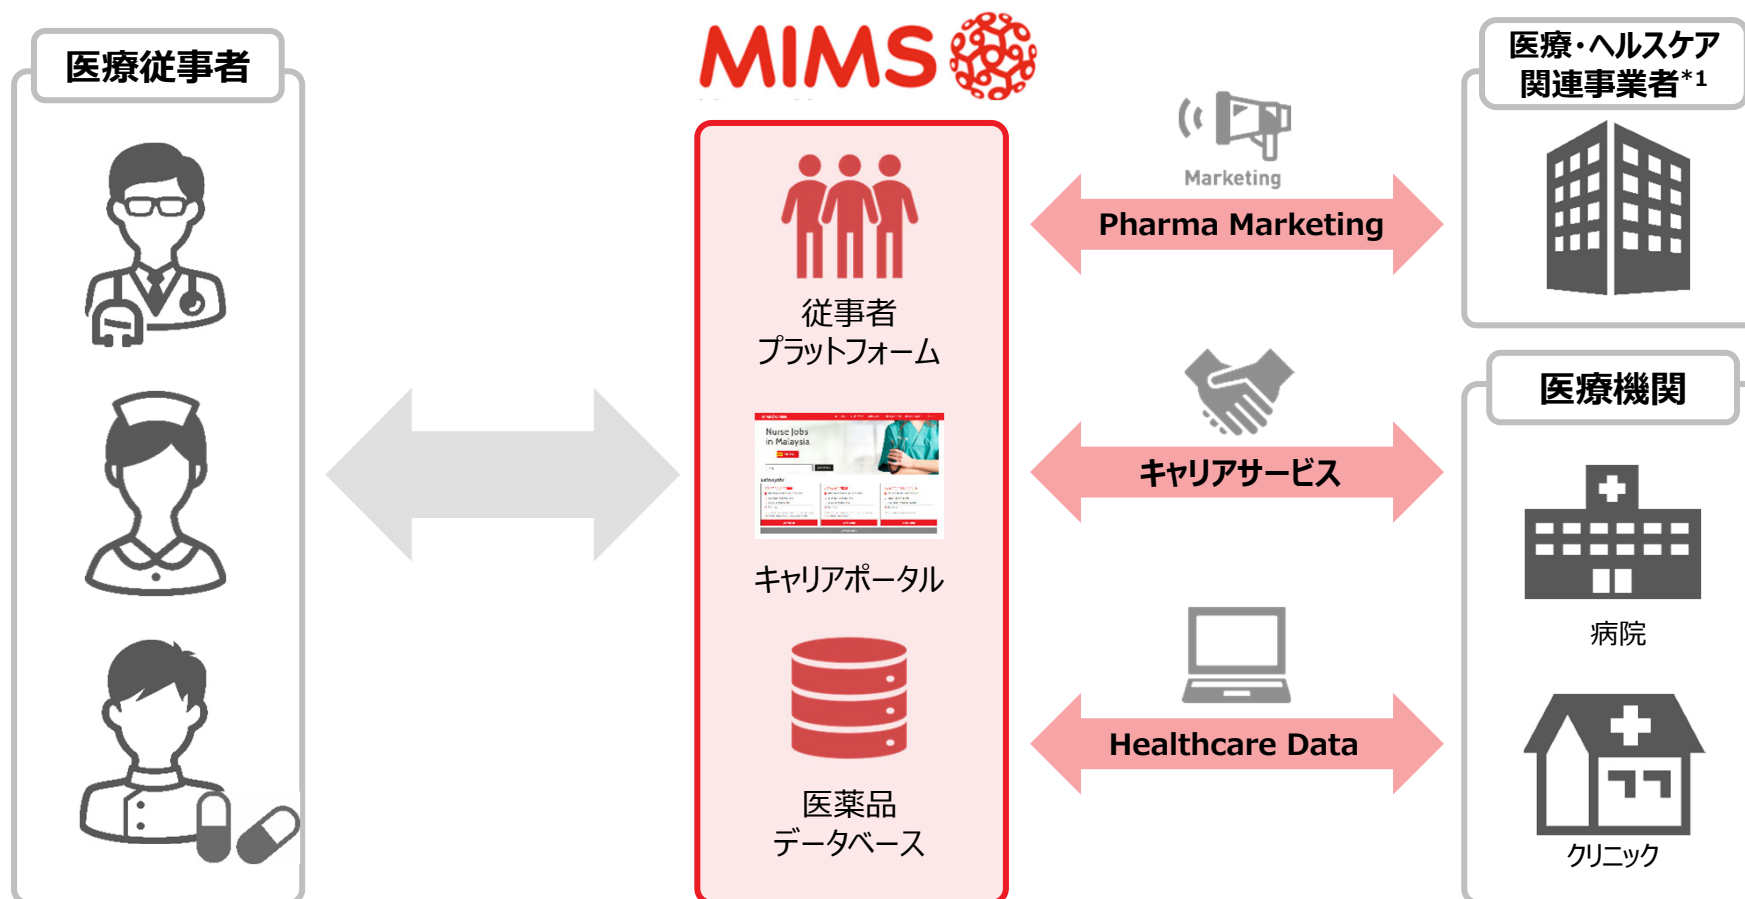 医療従事者
MIMS
従事者
プラットフォーム
Nurse Jobs
in Malaysia
キャリアポータル
医薬品
データベース
Marketing
Pharma Marketing
キャリアサービス
Healthcare Data
医療・ヘルスケア
関連事業者*1
医療機関
病院
クリニック